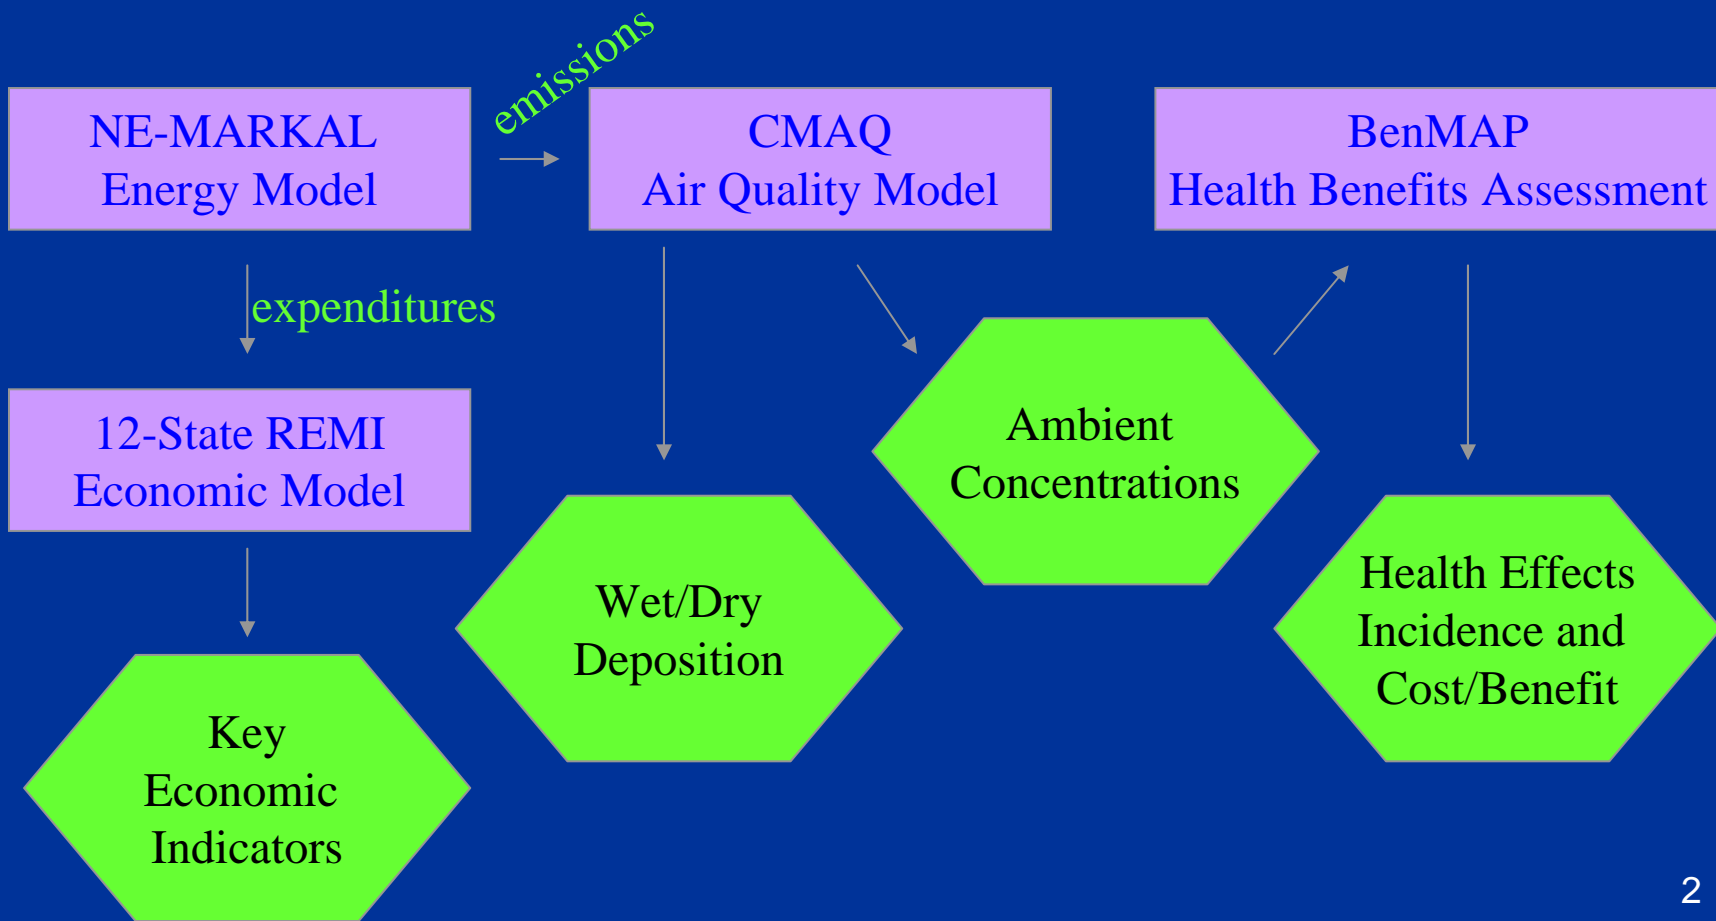 emissions
NE-MARKAL
Energy Model
CMAQ
Air Quality Model
BenMAP
Health Benefits Assessment
expenditures
12-State REMI
Economic Model
Ambient
Concentrations
Wet/Dry
Deposition
Health Effects
Incidence and
Cost/Benefit
Key
Economic
Indicators
2